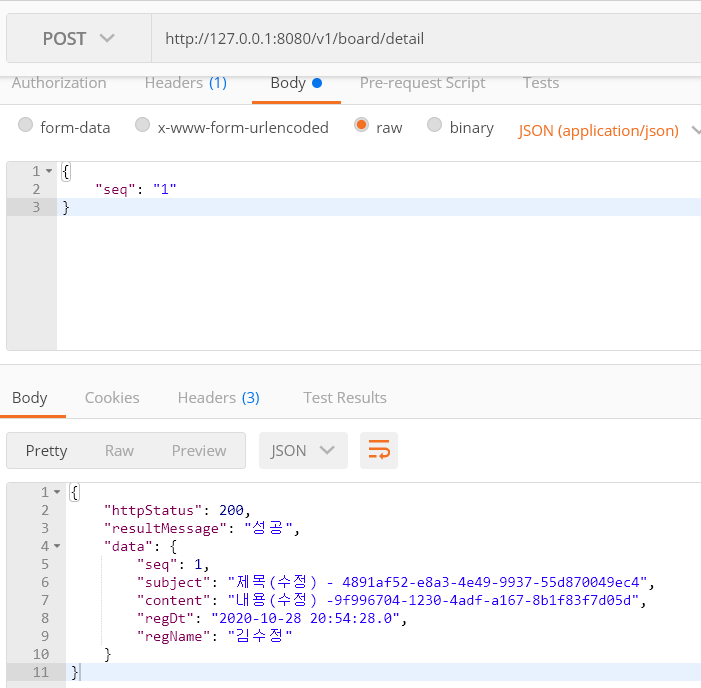 POST http://127.0.0.1:8080/v1/board/detail
Authorization Headers (1) Body Pre-request Script Tests
form-data x-www-form-urlencoded raw binary JSON (application/json)
1 {
2 "seq": "1"
3 }
Body Cookies Headers (3) Test Results
Pretty Raw Preview JSON
1 {
2 "httpStatus": 200,
3 "resultMessage": "성공",
4 "data": {
5 "seq": 1,
6 "subject": "제목(수정) - 4891af52-e8a3-4e49-9937-55d870049ec4",
7 "content": "내용(수정) -9f996704-1230-4adf-a167-8b1f83f7d05d",
8 "regDt": "2020-10-28 20:54:28.0",
9 "regName": "김수정"
10 }
11 }